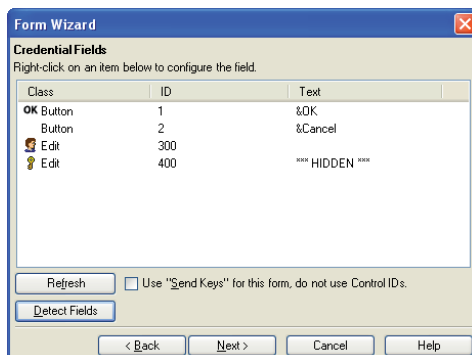 Form Wizard
Credential Fields
Right-click on an item below to configure the field.
Class ID Text
OK Button 1 &OK
Button 2 &Cancel
Edit 300
Edit 400 *** HIDDEN ***
Refresh Use "Send Keys" for this form, do not use Control IDs.
Detect Fields
< Back Next > Cancel Help